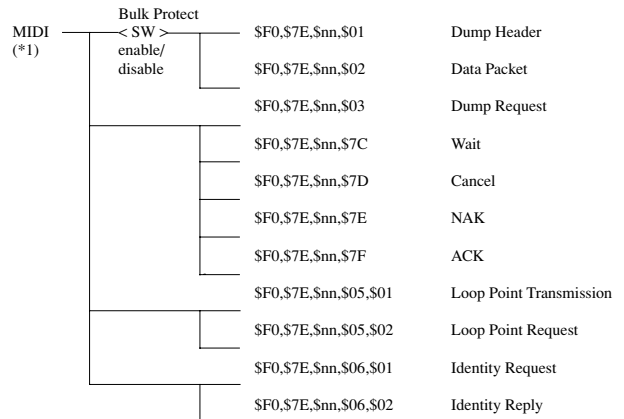 Bulk Protect
MIDI < SW > $F0,$7E,$nn,$01 Dump Header
(*1) enable/
disable $F0,$7E,$nn,$02 Data Packet
$F0,$7E,$nn,$03 Dump Request
$F0,$7E,$nn,$7C Wait
$F0,$7E,$nn,$7D Cancel
$F0,$7E,$nn,$7E NAK
$F0,$7E,$nn,$7F ACK
$F0,$7E,$nn,$05,$01 Loop Point Transmission
$F0,$7E,$nn,$05,$02 Loop Point Request
$F0,$7E,$nn,$06,$01 Identity Request
$F0,$7E,$nn,$06,$02 Identity Reply